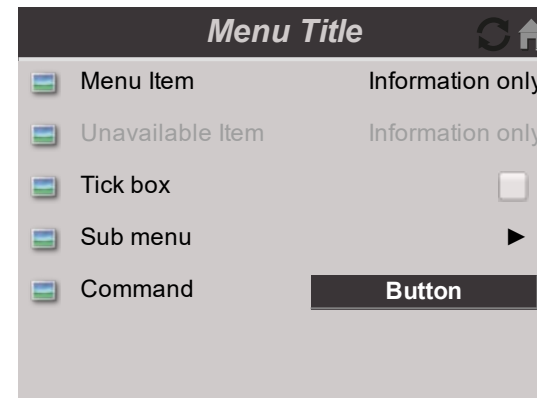 Menu Title
Menu Item Information only
Unavailable Item Information only
Tick box
Sub menu
Command Button